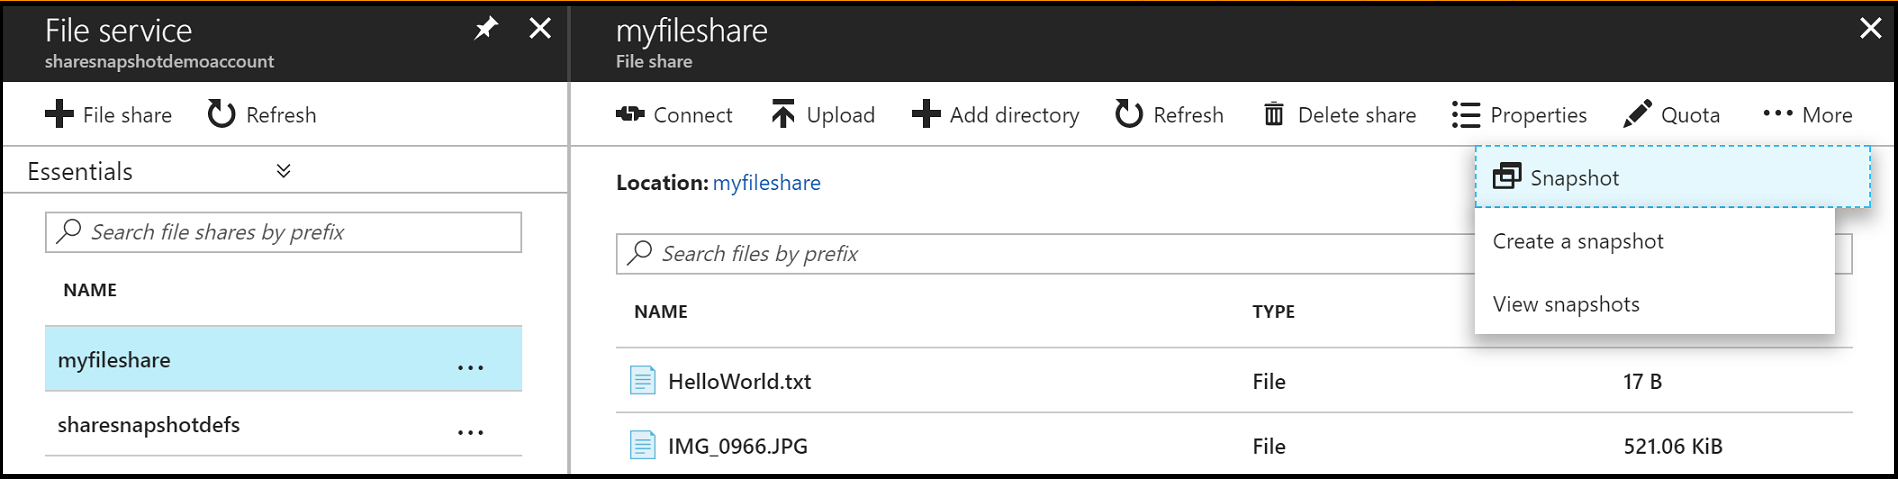 File service
sharesnapshotdemoaccount
File share Refresh
Essentials
Search file shares by prefix
NAME
myfileshare ...
sharesnapshotdefs ...
myfileshare
File share
Connect Upload Add directory Refresh Delete share Properties Quota ... More
Location: myfileshare
Snapshot
Create a snapshot
View snapshots
Search files by prefix
NAME TYPE
HelloWorld.txt File 17 B
IMG_0966.JPG File 521.06 KiB